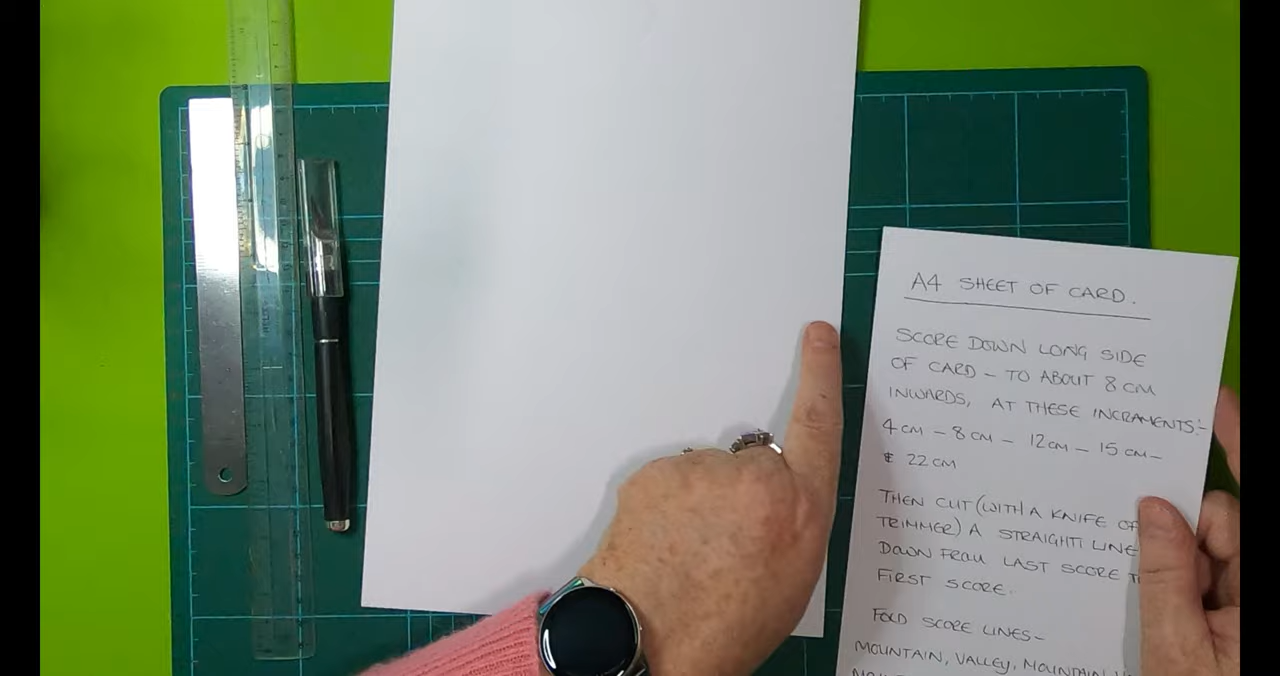 A4 SHEET OF CARD.
SCORE DOWN LONG SIDE
OF CARD - TO ABOUT 8 CM
INWARDS, AT THESE INCRAMENTS:-
4 CM - 8 CM - 12 CM - 15 CM -
& 22 CM
THEN CUT (WITH A KNIFE OR
TRIMMER) A STRAIGHT LINE
DOWN FROM LAST SCORE
FIRST SCORE.
FOLD SCORE LINES -
MOUNTAIN, VALLEY, MOUNTAIN